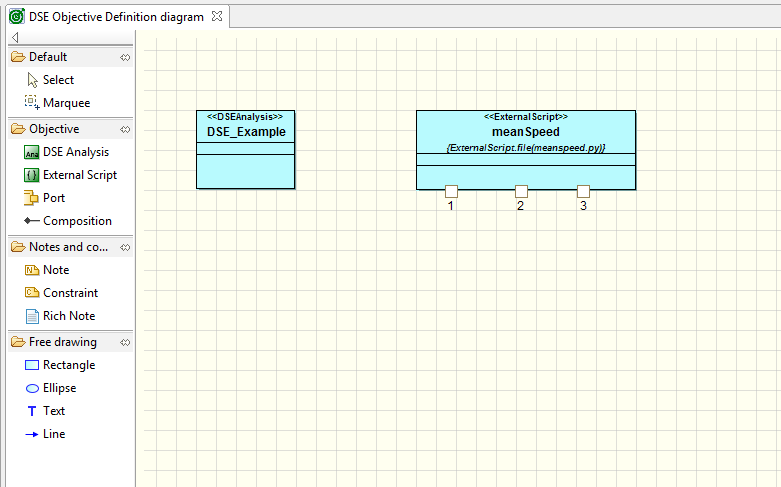 DSE Objective Definition diagram
Default
Select
Marquee
Objective
Ana DSE Analysis
{ } External Script
Port
Composition
Notes and co...
N Note
C Constraint
Rich Note
Free drawing
Rectangle
Ellipse
T Text
Line
<<DSEAnalysis>>
DSE_Example
<<ExternalScript>>
meanSpeed
{ExternalScript.file(meanspeed.py)}
1 2 3